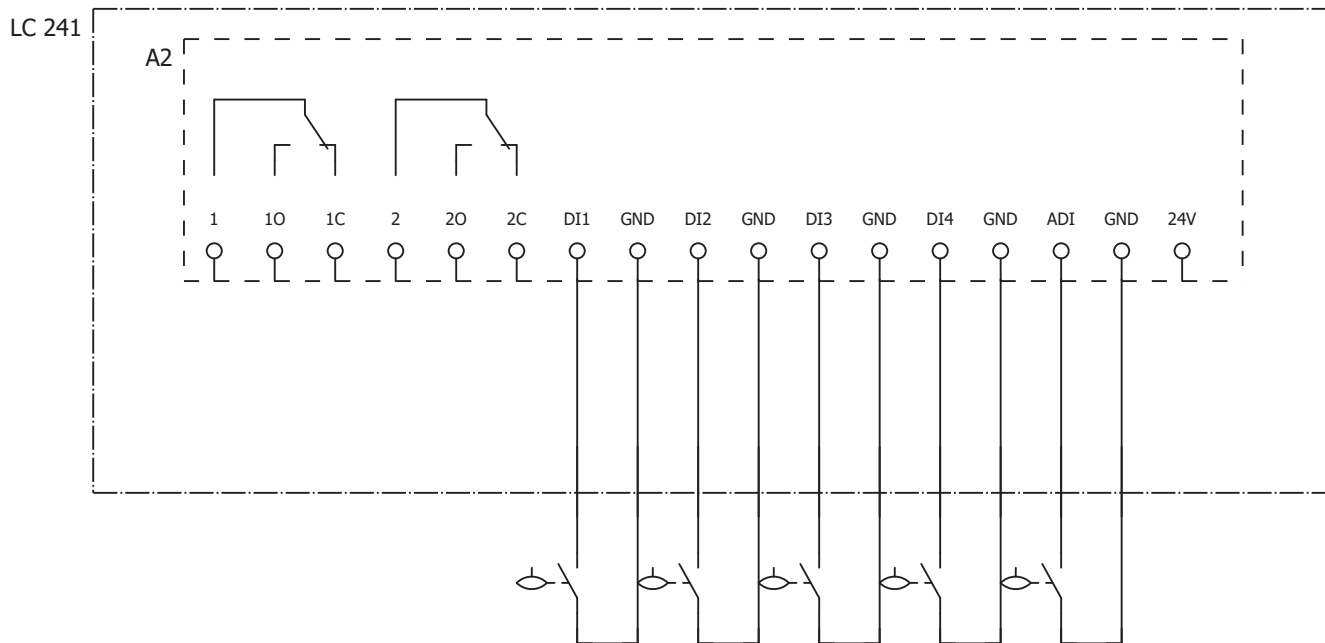 LC 241
A2
1 1O 1C 2 2O 2C DI1 GND DI2 GND DI3 GND DI4 GND ADI GND 24V